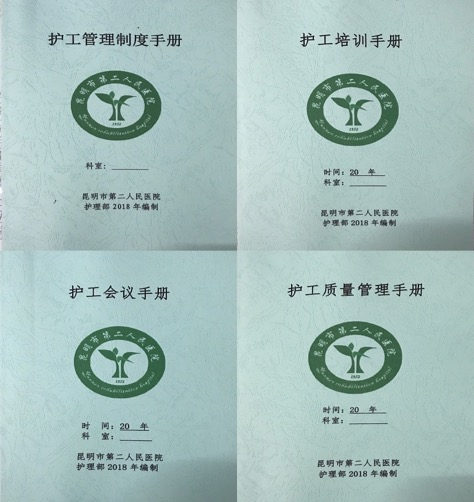 护工管理制度手册
昆明市第二人民医院
1952
科室：
昆明市第二人民医院
护理部 2018 年编制
护工培训手册
昆明市第二人民医院
1952
时间：20 年
科室：
昆明市第二人民医院
护理部 2018 年编制
护工会议手册
昆明市第二人民医院
1952
时 间：20 年
科 室：
昆明市第二人民医院
护理部 2018 年编制
护工质量管理手册
昆明市第二人民医院
1952
时间：20 年
科室：
昆明市第二人民医院
护理部 2018 年编制